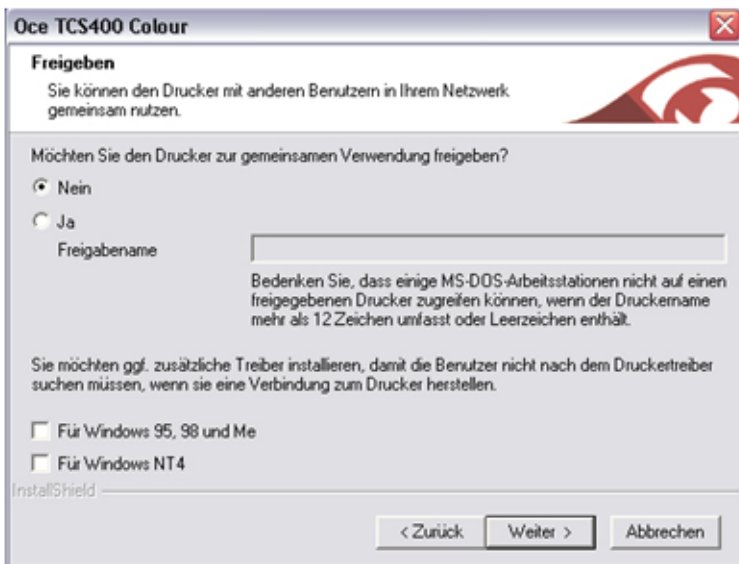 Oce TCS400 Colour
Freigeben
Sie können den Drucker mit anderen Benutzern in Ihrem Netzwerk
gemeinsam nutzen.
Möchten Sie den Drucker zur gemeinsamen Verwendung freigeben?
Nein
Ja
Freigabename
Bedenken Sie, dass einige MS-DOS-Arbeitsstationen nicht auf einen
freigegebenen Drucker zugreifen können, wenn der Druckername
mehr als 12 Zeichen umfasst oder Leerzeichen enthält.
Sie möchten ggf. zusätzliche Treiber installieren, damit die Benutzer nicht nach dem Druckertreiber
suchen müssen, wenn sie eine Verbindung zum Drucker herstellen.
Für Windows 95, 98 und Me
Für Windows NT4
InstallShield
< Zurück Weiter > Abbrechen